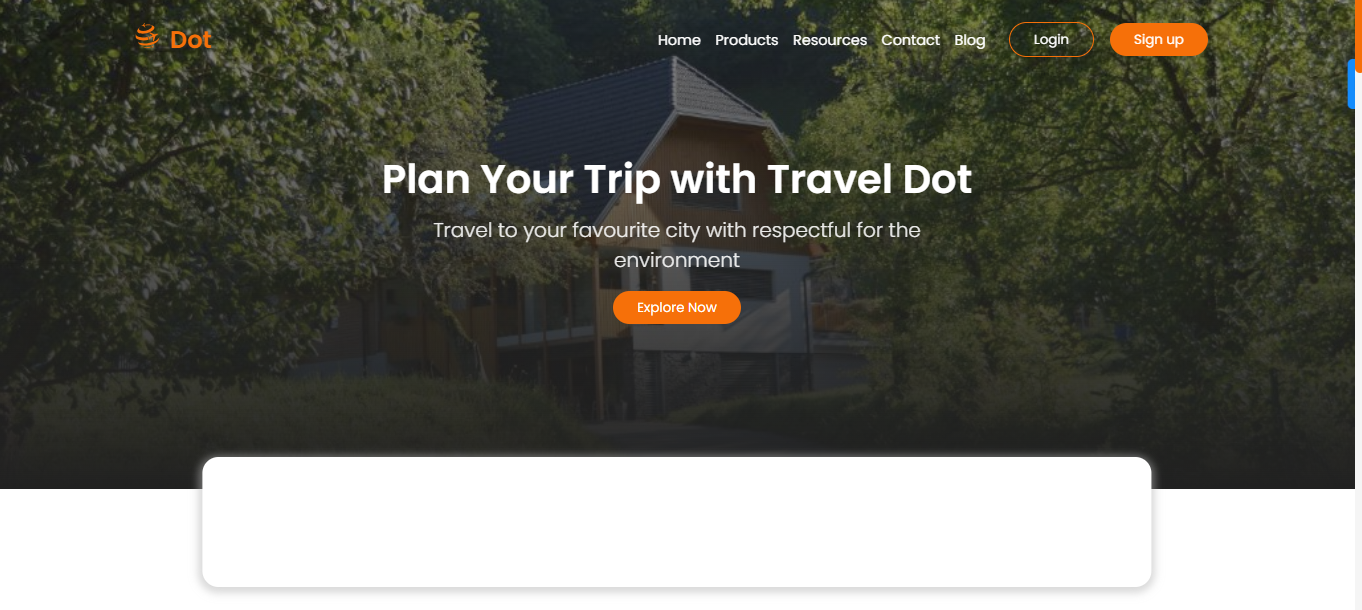 Dot
Home Products Resources Contact Blog Login Sign up
Plan Your Trip with Travel Dot
Travel to your favourite city with respectful for the
environment
Explore Now